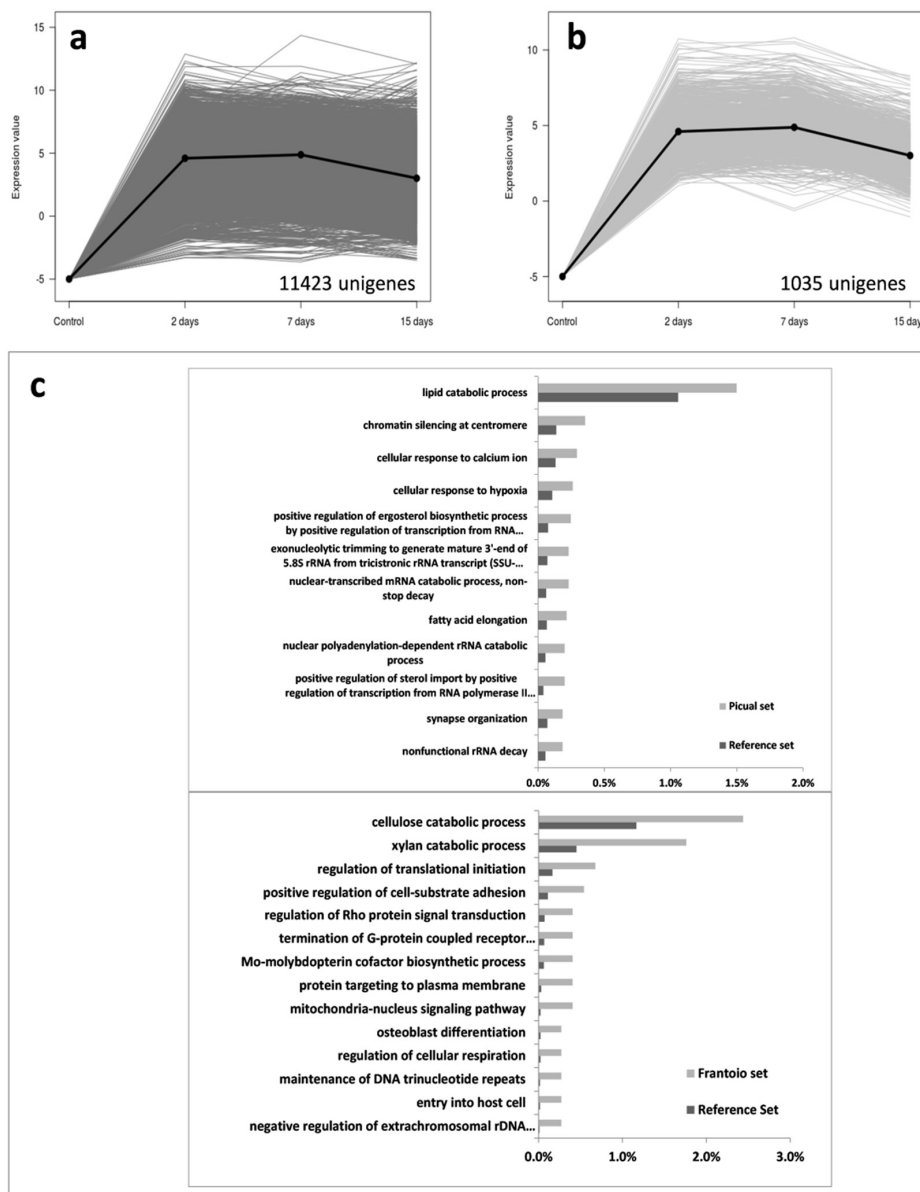 a
15
10
5
0
-5
Expression value
11423 unigenes
Control
2 days
7 days
15 days
b
10
5
0
-5
Expression value
1035 unigenes
Control
2 days
7 days
15 days
c
lipid catabolic process
chromatin silencing at centromere
cellular response to calcium ion
cellular response to hypoxia
positive regulation of ergosterol biosynthetic process
by positive regulation of transcription from RNA...
exonucleolytic trimming to generate mature 3'-end of
5.8S rRNA from tricistronic rRNA transcript (SSU-...
nuclear-transcribed mRNA catabolic process, non-
stop decay
fatty acid elongation
nuclear polyadenylation-dependent rRNA catabolic
process
positive regulation of sterol import by positive
regulation of transcription from RNA polymerase II...
synapse organization
nonfunctional rRNA decay
Picual set
Reference set
0.0%
0.5%
1.0%
1.5%
2.0%
cellulose catabolic process
xylan catabolic process
regulation of translational initiation
positive regulation of cell-substrate adhesion
regulation of Rho protein signal transduction
termination of G-protein coupled receptor...
Mo-molybdopterin cofactor biosynthetic process
protein targeting to plasma membrane
mitochondria-nucleus signaling pathway
osteoblast differentiation
regulation of cellular respiration
maintenance of DNA trinucleotide repeats
entry into host cell
negative regulation of extrachromosomal rDNA...
Frantoio set
Reference Set
0.0%
1.0%
2.0%
3.0%